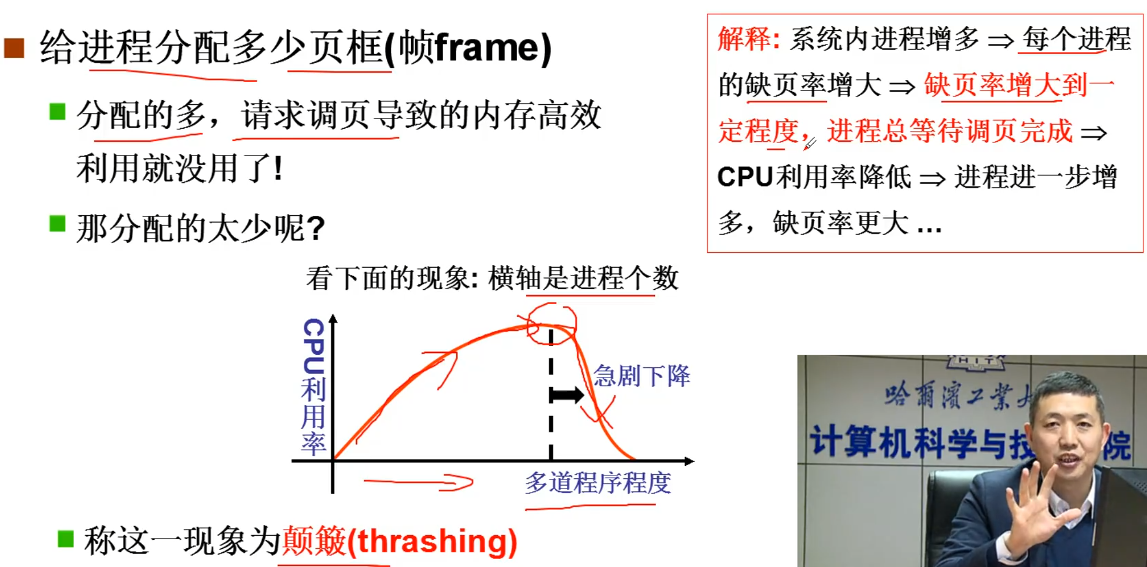 给进程分配多少页框(帧frame)
分配的多，请求调页导致的内存高效
利用就没用了!
那分配的太少呢?
解释: 系统内进程增多 ⇒ 每个进程
的缺页率增大 ⇒ 缺页率增大到一
定程度，进程总等待调页完成 ⇒
CPU利用率降低 ⇒ 进程进一步增
多，缺页率更大 ...
看下面的现象: 横轴是进程个数
CPU利用率
急剧下降
多道程序程度
称这一现象为颠簸(thrashing)
哈爾濱工業大
计算机科学与技 院